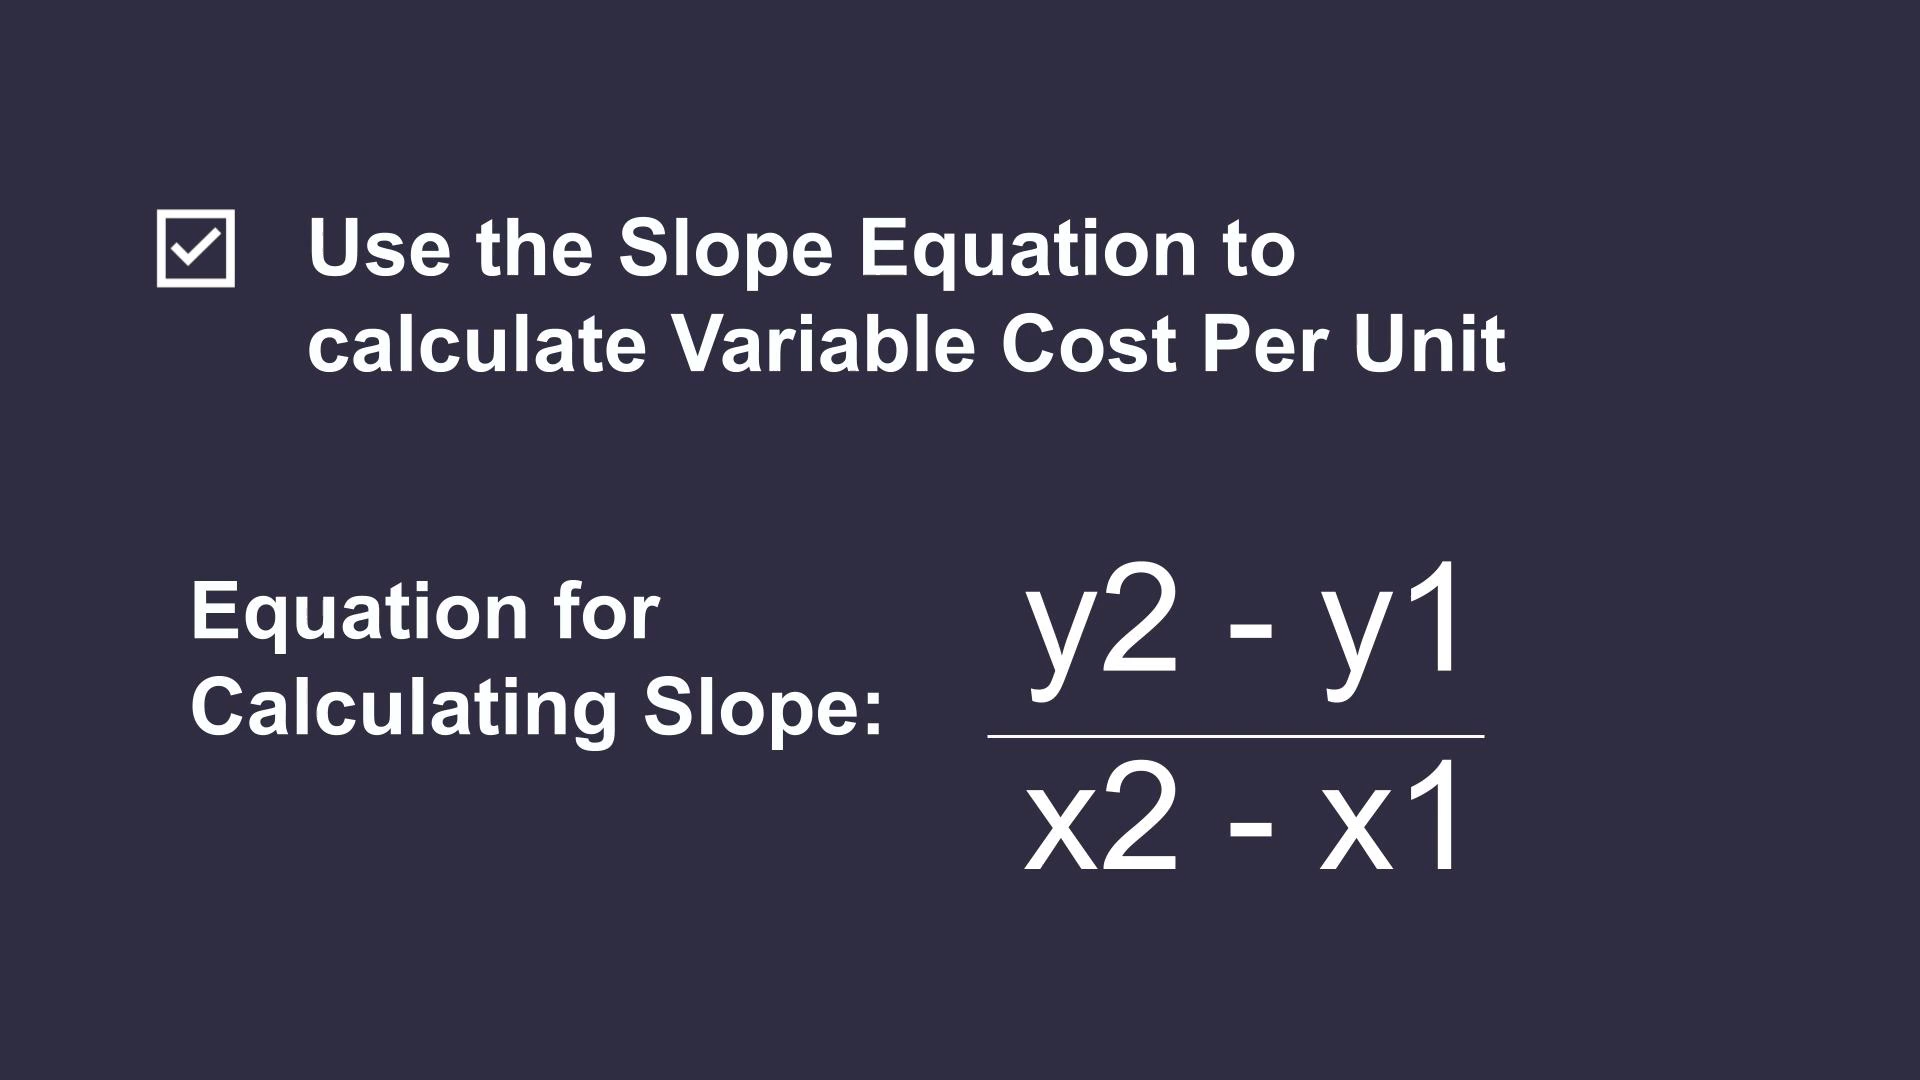 Use the Slope Equation to
calculate Variable Cost Per Unit
Equation for
Calculating Slope:
y2 - y1
x2 - x1